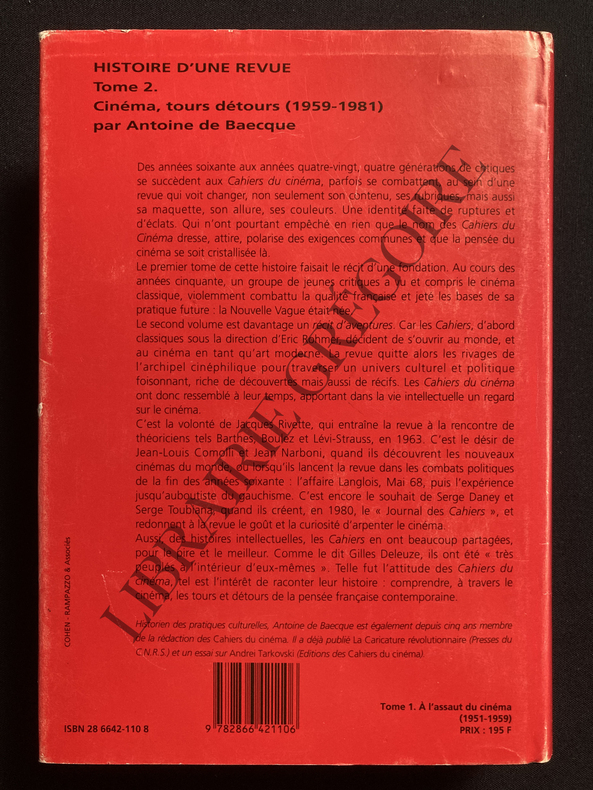 HISTOIRE D'UNE REVUE
Tome 2.
Cinéma, tours détours (1959-1981)
par Antoine de Baecque
Des années soixante aux années quatre-vingt, quatre générations de critiques
se succèdent aux Cahiers du cinéma, parfois se combattent, au sein d'une
revue qui voit changer, non seulement son contenu, ses rubriques, mais aussi
sa maquette, son allure, ses couleurs. Une identité faite de ruptures et
d'éclats. Qui n'ont pourtant empêché en rien que le nom des Cahiers du
Cinéma dresse, attire, polarise des exigences communes et que la pensée du
cinéma se soit cristallisée là.
Le premier tome de cette histoire faisait le récit d'une fondation. Au cours des
années cinquante, un groupe de jeunes critiques a vu et compris le cinéma
classique, violemment combattu la qualité française et jeté les bases de sa
pratique future : la Nouvelle Vague était née.
Le second volume est davantage un récit d'aventures. Car les Cahiers, d'abord
classiques sous la direction d'Eric Rohmer, décident de s'ouvrir au monde, et
au cinéma en tant qu'art moderne. La revue quitte alors les rivages de
l'archipel cinéphilique pour traverser un univers culturel et politique
foisonnant, riche de découvertes mais aussi de récifs. Les Cahiers du cinéma
ont donc ressemblé à leur temps, apportant dans la vie intellectuelle un regard
sur le cinéma.
C'est la volonté de Jacques Rivette, qui entraîne la revue à la rencontre de
théoriciens tels Barthes, Boulez et Lévi-Strauss, en 1963. C'est le désir de
Jean-Louis Comolli et Jean Narboni, quand ils découvrent les nouveaux
cinémas du monde, ou lorsqu'ils lancent la revue dans les combats politiques
de la fin des années soixante : l'affaire Langlois, Mai 68, puis l'expérience
jusqu'auboutiste du gauchisme. C'est encore le souhait de Serge Daney et
Serge Toubiana, quand ils créent, en 1980, le « Journal des Cahiers », et
redonnent à la revue le goût et la curiosité d'arpenter le cinéma.
Aussi, des histoires intellectuelles, les Cahiers en ont beaucoup partagées,
pour le pire et le meilleur. Comme le dit Gilles Deleuze, ils ont été « très
peuplés à l'intérieur d'eux-mêmes ». Telle fut l'attitude des Cahiers du
cinéma, tel est l'intérêt de raconter leur histoire : comprendre, à travers le
cinéma, les tours et détours de la pensée française contemporaine.
Historien des pratiques culturelles, Antoine de Baecque est également depuis cinq ans membre
de la rédaction des Cahiers du cinéma. Il a déjà publié La Caricature révolutionnaire (Presses du
C.N.R.S.) et un essai sur Andrei Tarkovski (Editions des Cahiers du cinéma).
COHEN - RAMPAZZO & Associés
ISBN 28 6642-110 8
9 782866 421106
Tome 1. À l'assaut du cinéma
(1951-1959)
PRIX : 195 F
LIBRAIRIE GREGOIRE